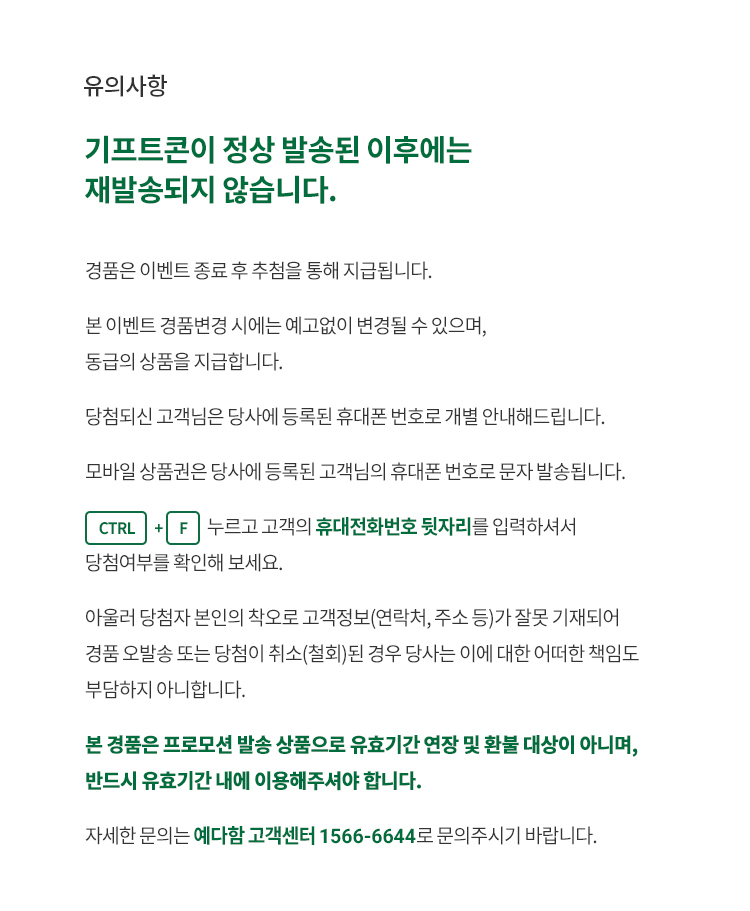 유의사항
기프트콘이 정상 발송된 이후에는
재발송되지 않습니다.
경품은 이벤트 종료 후 추첨을 통해 지급됩니다.
본 이벤트 경품변경 시에는 예고없이 변경될 수 있으며,
동급의 상품을 지급합니다.
당첨되신 고객님은 당사에 등록된 휴대폰 번호로 개별 안내해드립니다.
모바일 상품권은 당사에 등록된 고객님의 휴대폰 번호로 문자 발송됩니다.
CTRL + F 누르고 고객의 휴대전화번호 뒷자리를 입력하셔서
당첨여부를 확인해 보세요.
아울러 당첨자 본인의 착오로 고객정보(연락처, 주소 등)가 잘못 기재되어
경품 오발송 또는 당첨이 취소(철회)된 경우 당사는 이에 대한 어떠한 책임도
부담하지 아니합니다.
본 경품은 프로모션 발송 상품으로 유효기간 연장 및 환불 대상이 아니며,
반드시 유효기간 내에 이용해주셔야 합니다.
자세한 문의는 예다함 고객센터 1566-6644로 문의주시기 바랍니다.